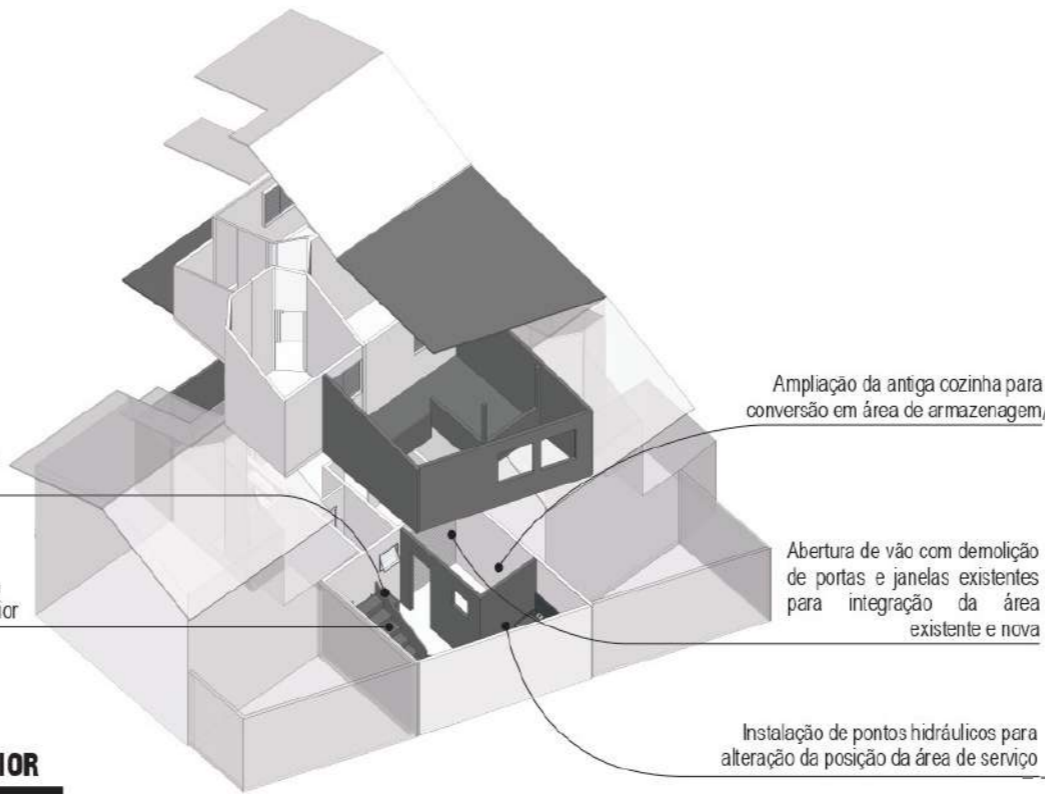 Ampliação da antiga cozinha para
conversão em área de armazenagem/
Abertura de vão com demolição
de portas e janelas existentes
para integração da área
existente e nova
Instalação de pontos hidráulicos para
alteração da posição da área de serviço